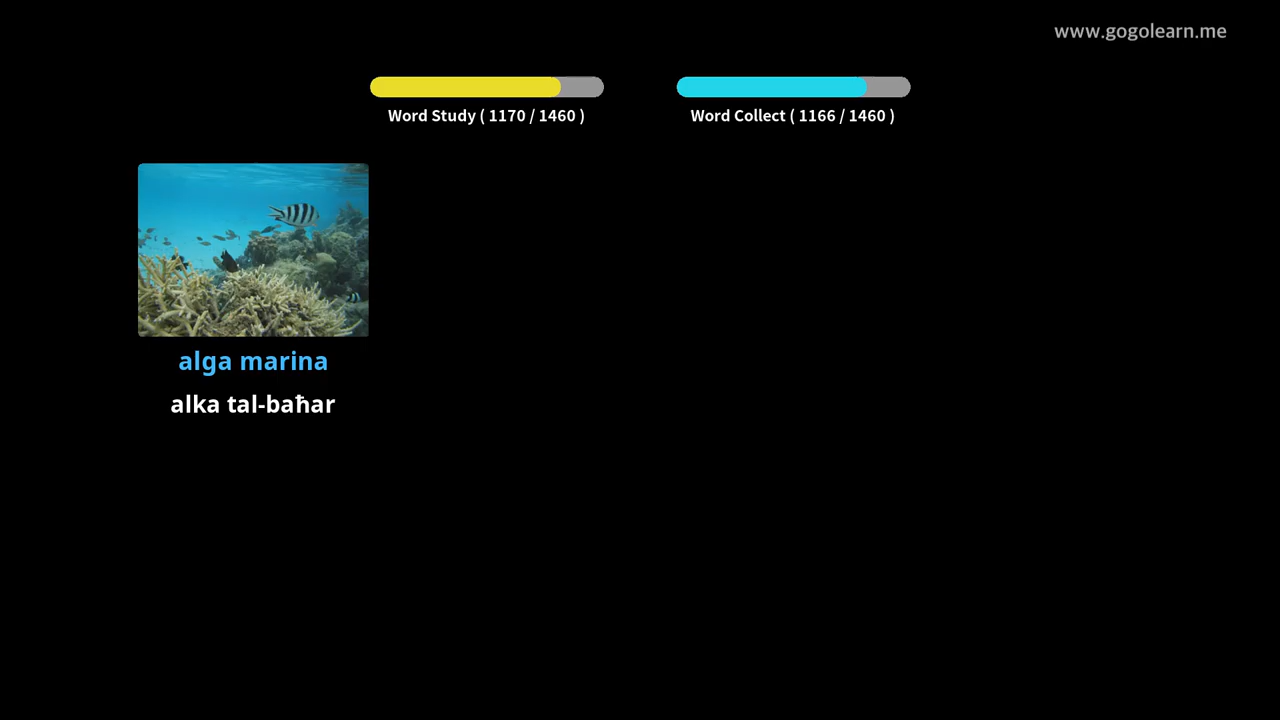 www.gogolearn.me
Word Study ( 1170 / 1460 )
Word Collect ( 1166 / 1460 )
alga marina
alka tal-baħar